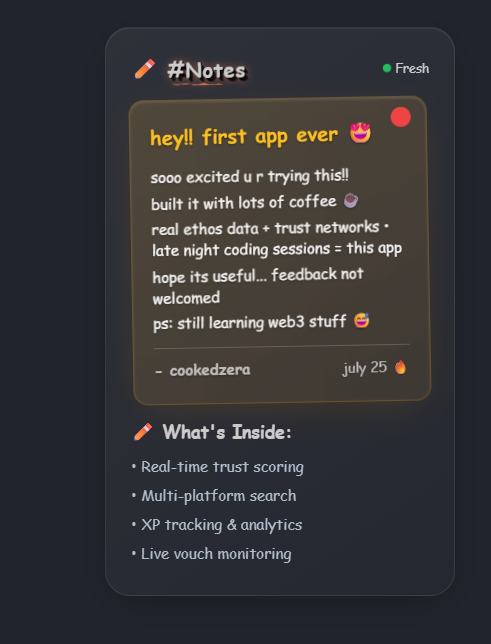 #Notes
Fresh
hey!! first app ever 😍
sooo excited u r trying this!!
built it with lots of coffee ☕
real ethos data + trust networks •
late night coding sessions = this app
hope its useful... feedback not
welcomed
ps: still learning web3 stuff 😅
- cookedzera
july 25 🔥
What's Inside:
• Real-time trust scoring
• Multi-platform search
• XP tracking & analytics
• Live vouch monitoring